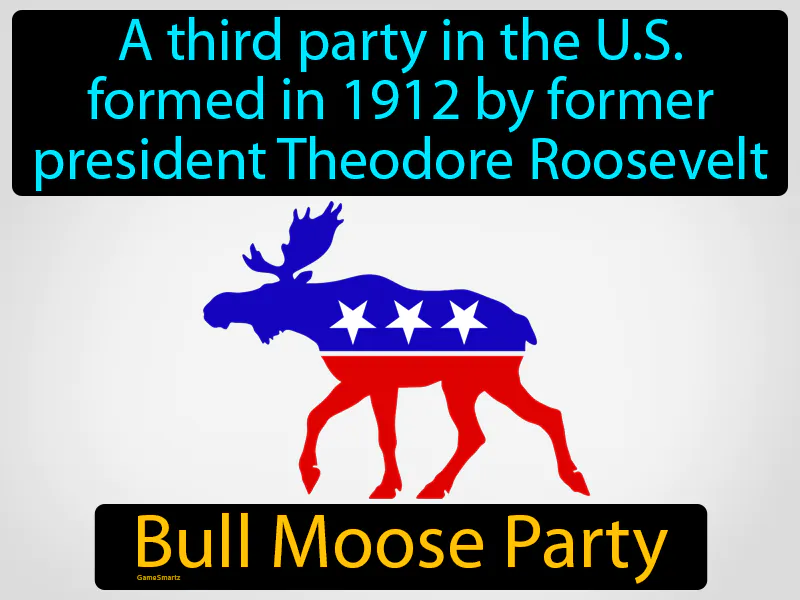 A third party in the U.S.
formed in 1912 by former
president Theodore Roosevelt
Bull Moose Party
GameSmartz